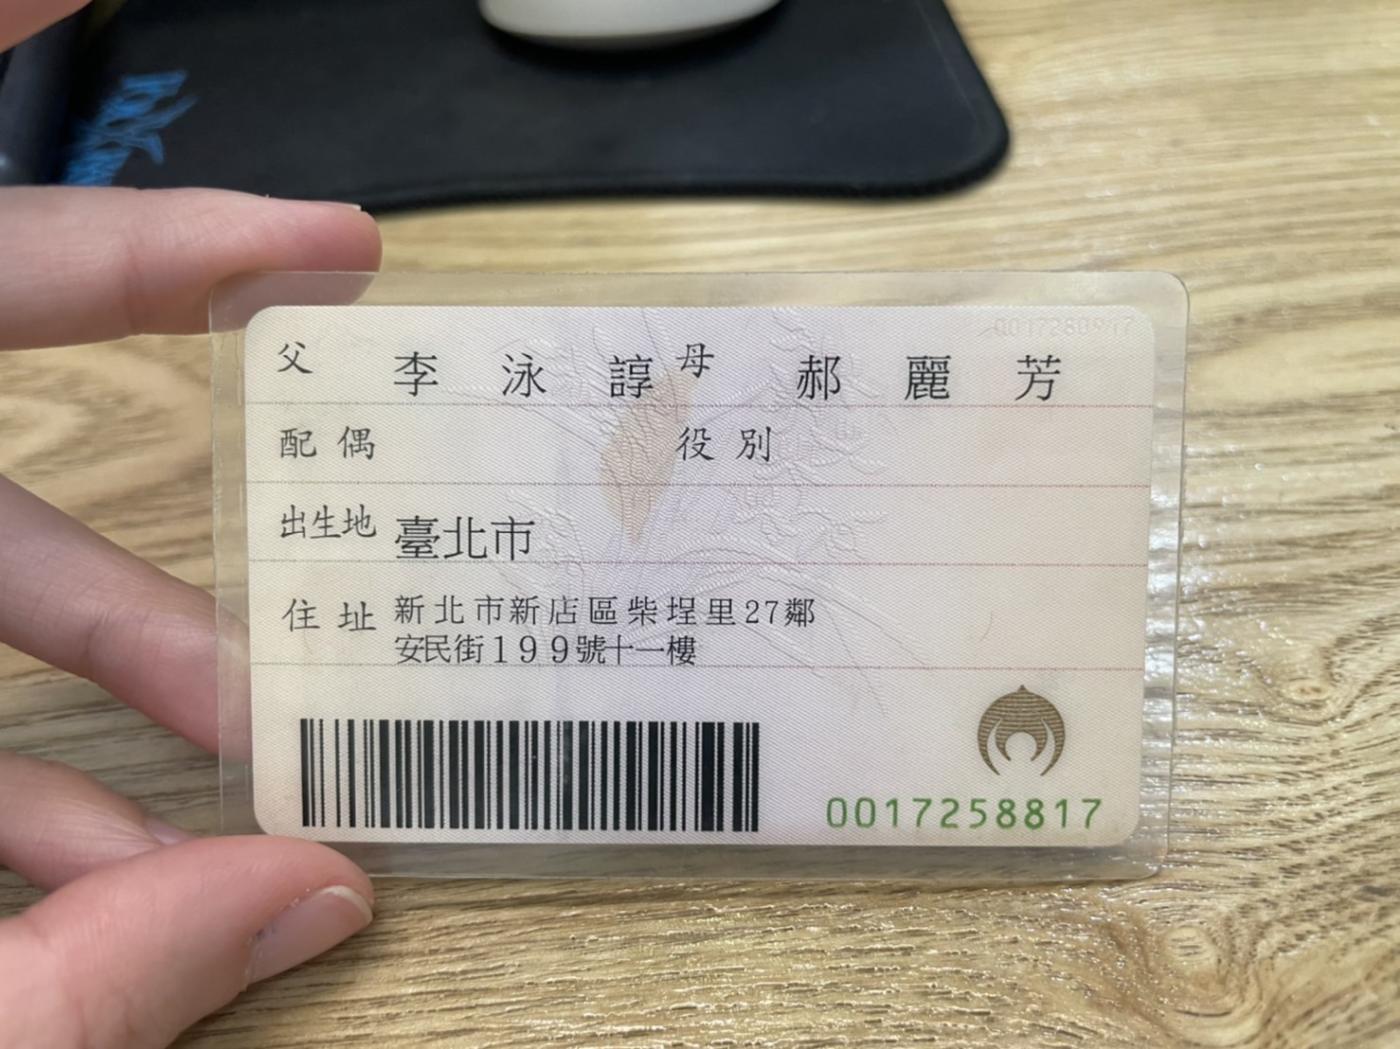 父 李泳諄 母 郝麗芳
配偶 役別
出生地 臺北市
住址 新北市新店區柴埕里27鄰
安民街199號十一樓
0017258817